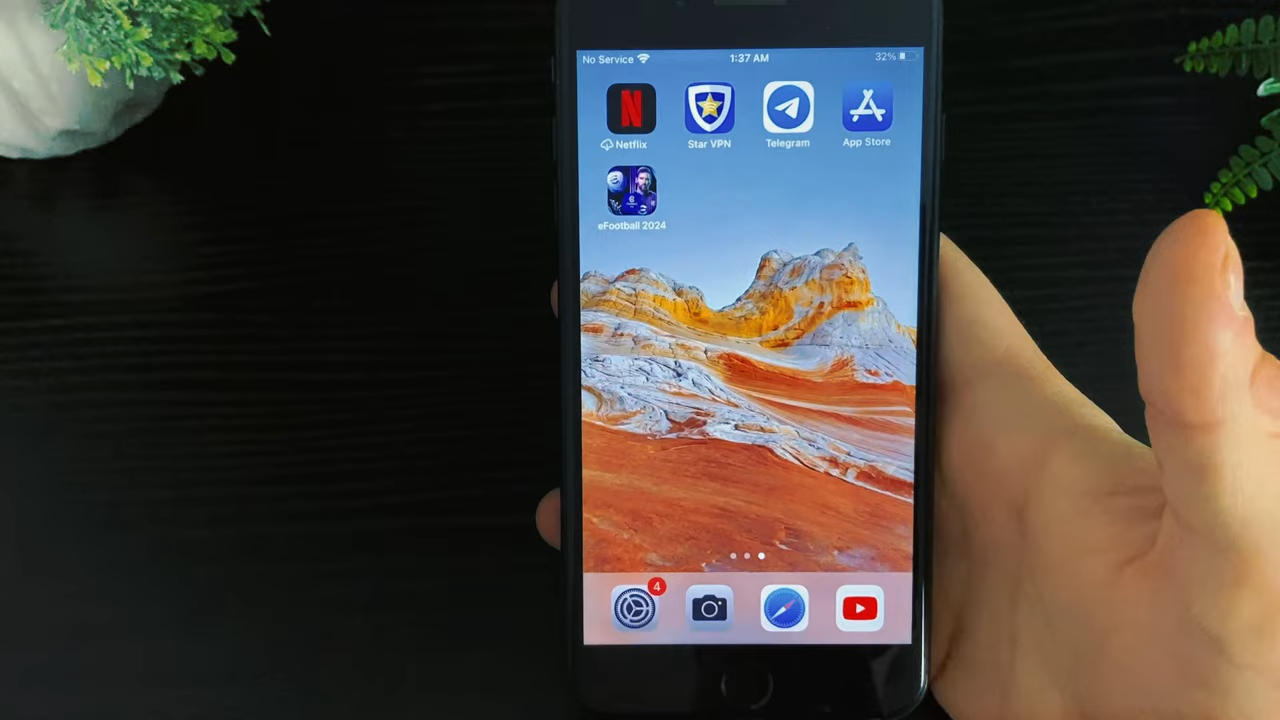 No Service 1:37 AM 32%
N
Netflix Star VPN Telegram App Store
eFootball 2024
4